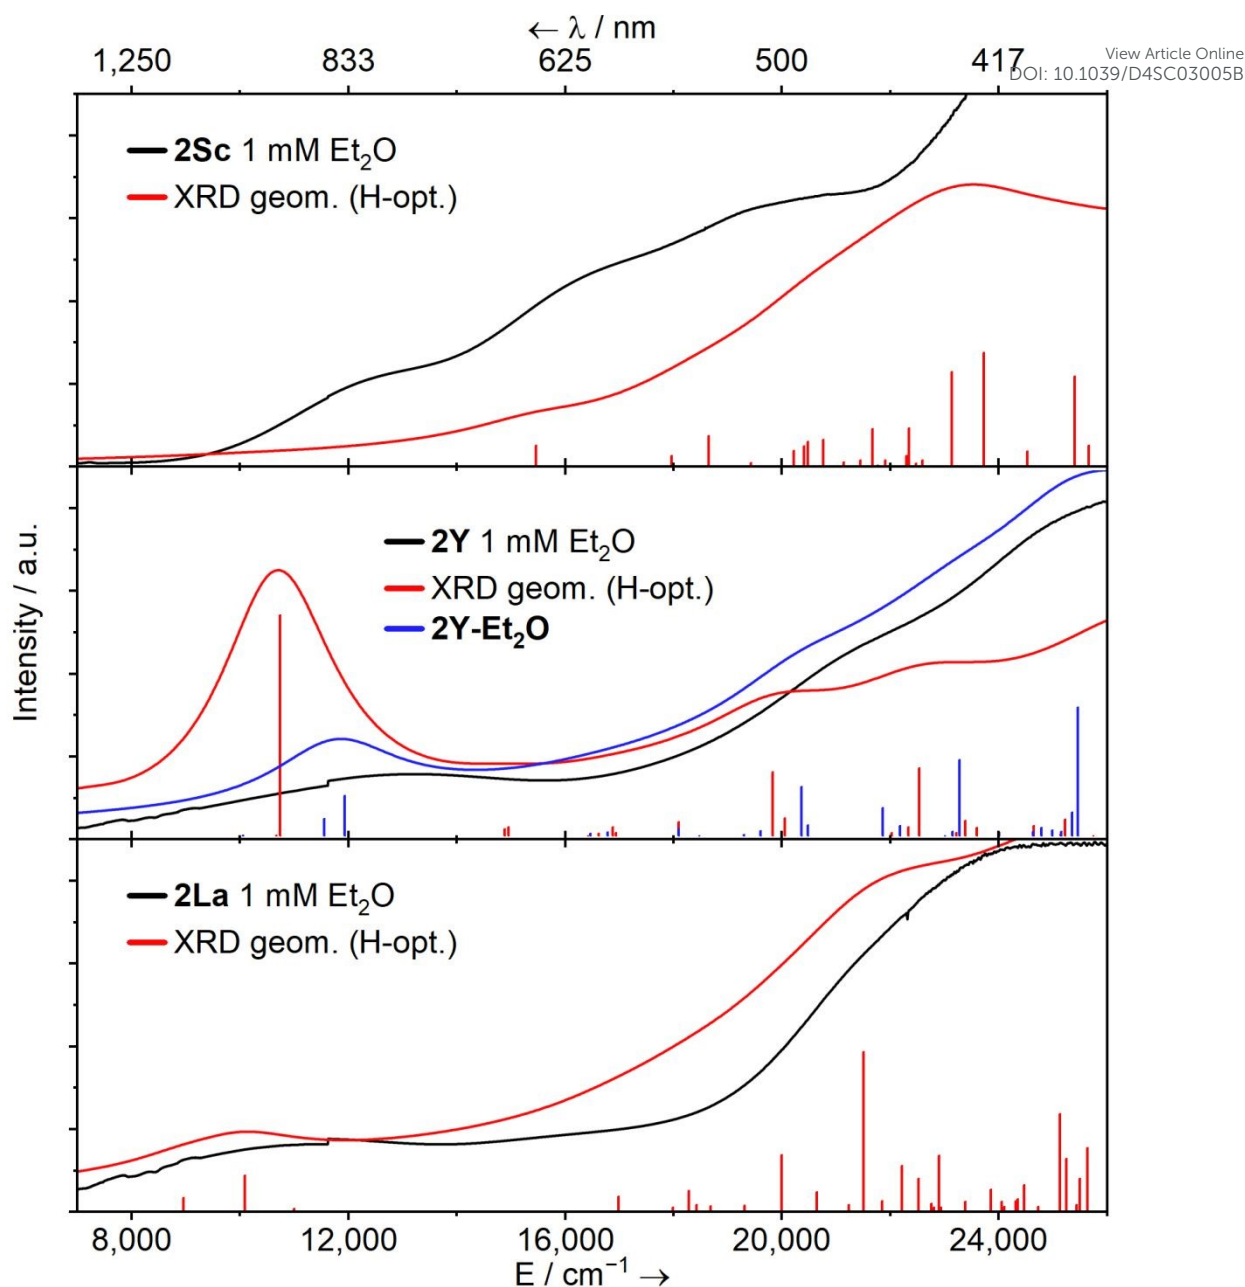 ← λ / nm
1,250 833 625 500 417
View Article Online
DOI: 10.1039/D4SC03005B
2Sc 1 mM Et₂O
XRD geom. (H-opt.)
2Y 1 mM Et₂O
XRD geom. (H-opt.)
2Y-Et₂O
Intensity / a.u.
2La 1 mM Et₂O
XRD geom. (H-opt.)
8,000 12,000 16,000 20,000 24,000
E / cm⁻¹ →